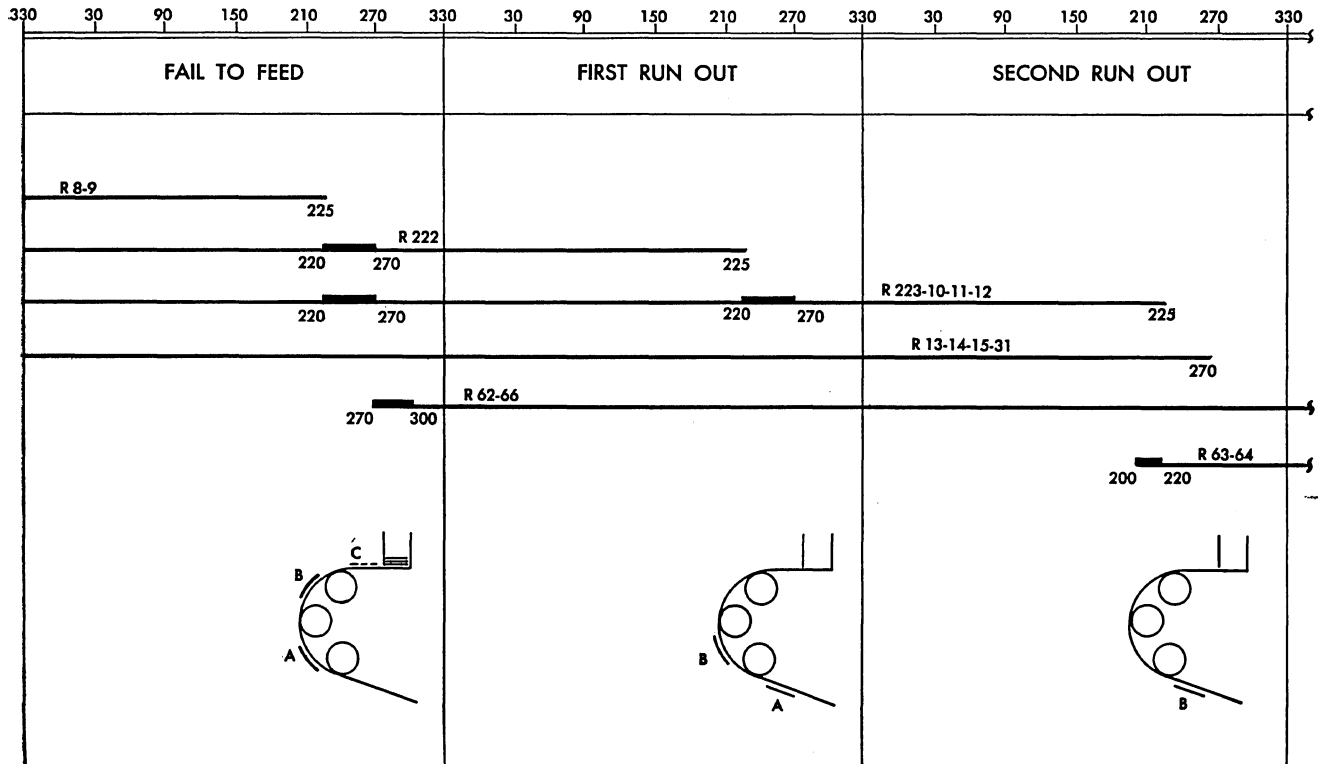 330 30 90 150 210 270 330 30 90 150 210 270 330 30 90 150 210 270 330
FAIL TO FEED FIRST RUN OUT SECOND RUN OUT
R 8-9
225
R 222
220 270 225
R 223-10-11-12
220 270 220 270 225
R 13-14-15-31
270
R 62-66
270 300
R 63-64
200 220
C
B
A
B
A
B